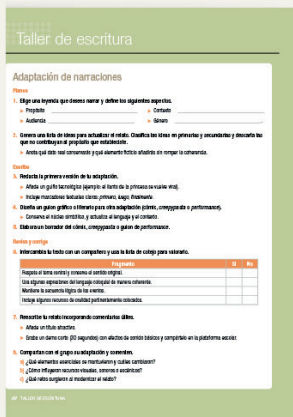 Taller de escritura
Adaptación de narraciones
Planea
1. Elige una leyenda que desees narrar y define los siguientes aspectos.
» Propósito
» Contexto
» Audiencia
» Género
2. Genera una lista de ideas para actualizar el relato. Clasifica las ideas en primarias y secundarias y descarta las
que no contribuyan al propósito que estableciste.
» Anota qué dato real conservarás y qué elemento ficticio añadirás sin romper la coherencia.
Escribe
3. Redacta la primera versión de tu adaptación.
» Añade un guiño tecnológico (ejemplo: el llanto de la princesa se vuelve viral).
» Incluye marcadores textuales como: primero, luego, finalmente.
4. Diseña un guion gráfico o literario para otra adaptación (cómic, creepypasta o performance).
» Conserva el núcleo simbólico, y actualiza el lenguaje y el contexto.
5. Elabora un borrador del cómic, creepypasta o guion de performance.
Revisa y corrige
6. Intercambia tu texto con un compañero y usa la lista de cotejo para valorarlo.
Sí
No
Respeta el tema central y conserva el sentido original.
Usa algunas expresiones del lenguaje coloquial de manera coherente.
Mantiene la secuencia lógica de los eventos.
Incluye algunos recursos de oralidad pertinentemente colocados.
7. Reescribe tu relato incorporando comentarios útiles.
» Añade un título atractivo.
» Graba un demo corto (30 segundos) con efectos de sonido básicos y compártelo en la plataforma escolar.
8. Compartan con el grupo su adaptación y comenten.
a) ¿Qué elementos esenciales se mantuvieron y cuáles cambiaron?
b) ¿Cómo influyeron recursos visuales, sonoros o escénicos?
c) ¿Qué retos surgieron al modernizar el relato?
TALLER DE ESCRITURA